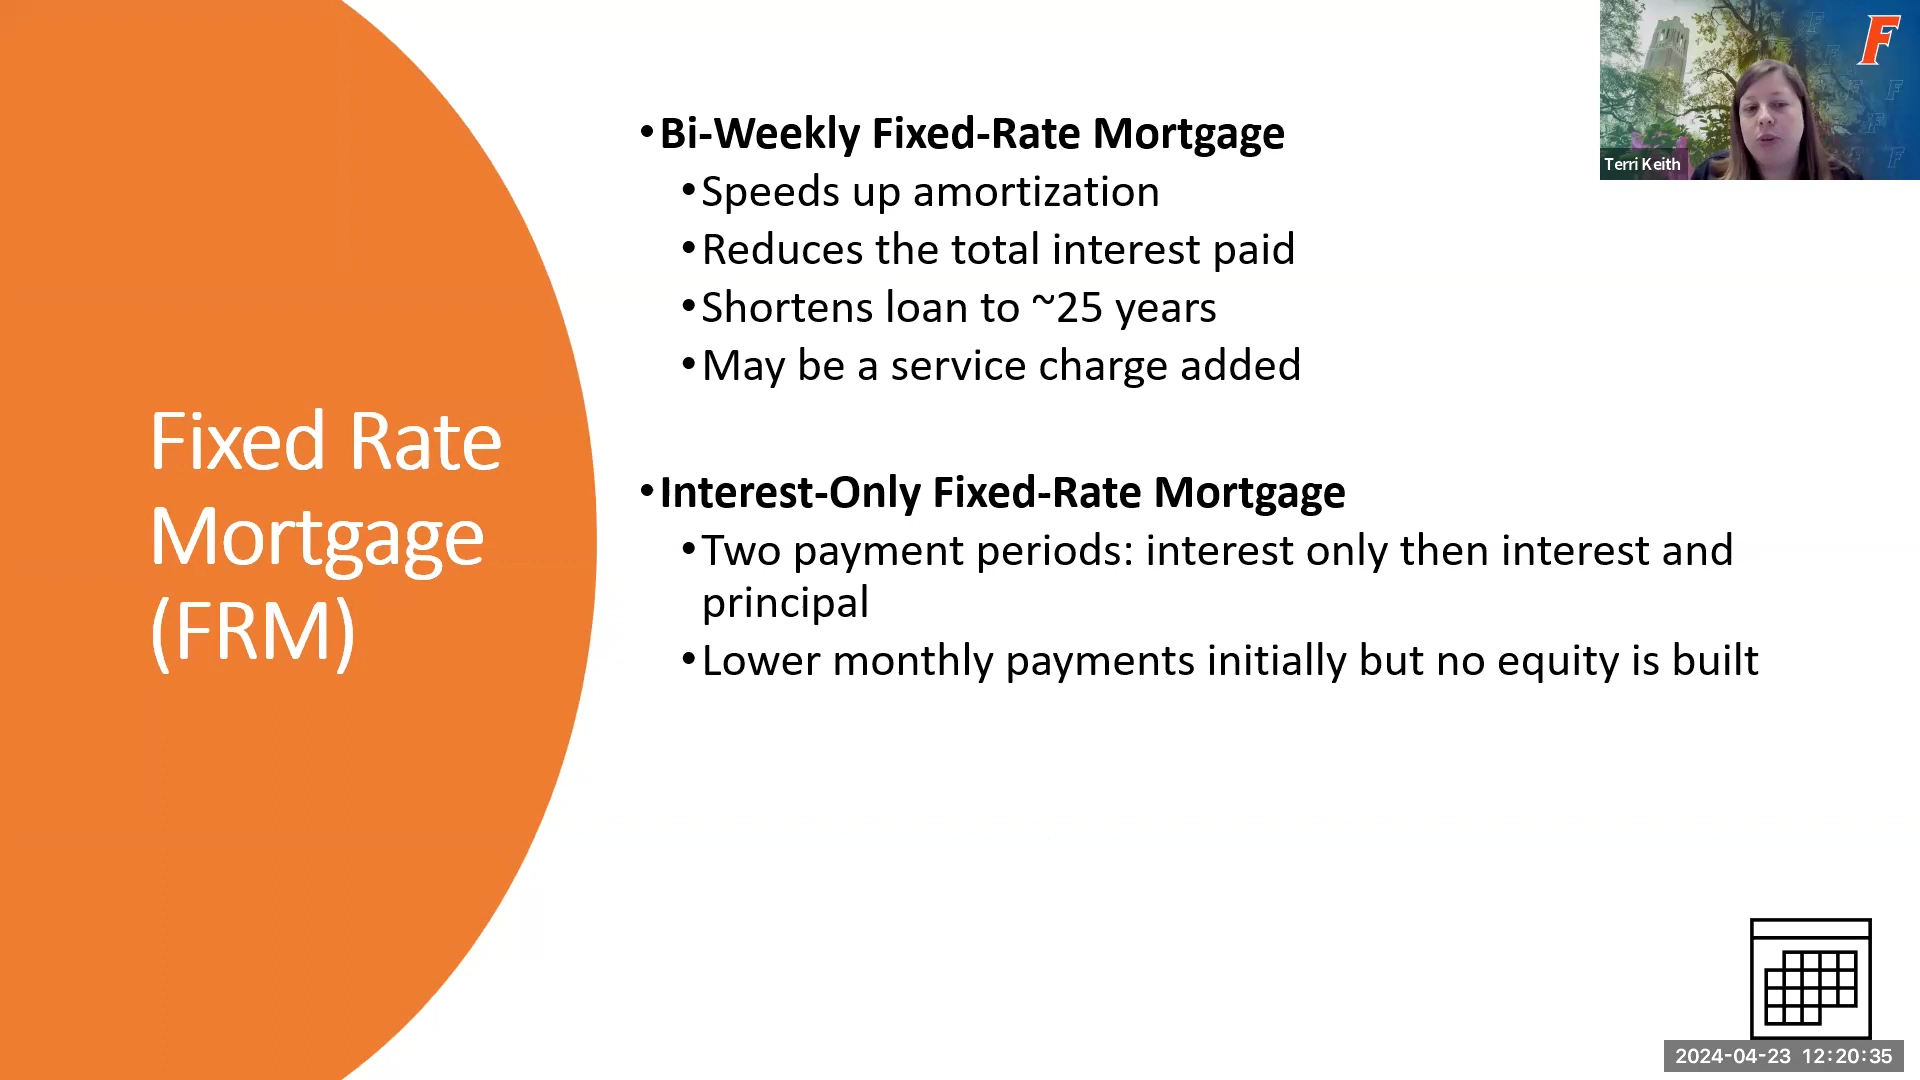 Fixed Rate
Mortgage
(FRM)
•Bi-Weekly Fixed-Rate Mortgage
•Speeds up amortization
•Reduces the total interest paid
•Shortens loan to ~25 years
•May be a service charge added
•Interest-Only Fixed-Rate Mortgage
•Two payment periods: interest only then interest and
principal
•Lower monthly payments initially but no equity is built
F
Terri Keith
2024-04-23 12:20:35